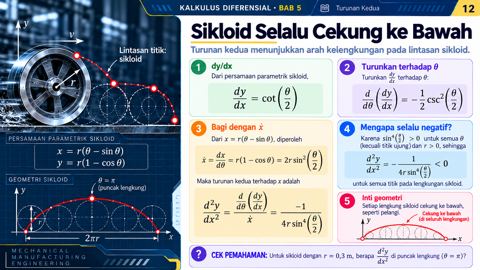 KALKULUS DIFERENSIAL • BAB 5
Turunan Kedua
12
y
v
Lintasan titik:
sikloid
r
x
PERSAMAAN PARAMETRIK SIKLOID
x = r(θ − sin θ)
y = r(1 − cos θ)
GEOMETRI SIKLOID
y
θ = π
(puncak lengkung)
2πr
x
MECHANICAL
MANUFACTURING
ENGINEERING
Sikloid Selalu Cekung ke Bawah
Turunan kedua menunjukkan arah kelengkungan pada lintasan sikloid.
1 dy/dx
Dari persamaan parametrik sikloid,
dy/dx = cot(θ/2)
2 Turunkan terhadap θ
Turunkan dy/dx terhadap θ:
d/dθ (dy/dx) = −1/2 csc²(θ/2)
3 Bagi dengan ẋ
Dari x = r(θ − sin θ), diperoleh
ẋ = dx/dθ = r(1 − cos θ) = 2r sin²(θ/2)
Maka turunan kedua terhadap x adalah
d²y/dx² = d/dθ (dy/dx) / ẋ = −1 / 4r sin⁴(θ/2)
4 Mengapa selalu negatif?
Karena sin⁴(θ/2) > 0 untuk semua θ
(kecuali titik ujung) dan r > 0, sehingga
d²y/dx² = − 1 / 4r sin⁴(θ/2) < 0
untuk semua titik pada lengkungan sikloid.
5 Inti geometri
Setiap lengkung sikloid cekung ke bawah,
seperti pelangi.
y
Cekung ke bawah
(di seluruh lengkungan)
x
? CEK PEMAHAMAN: Untuk sikloid dengan r = 0,3 m, berapa d²y/dx² di puncak lengkung (θ = π)?